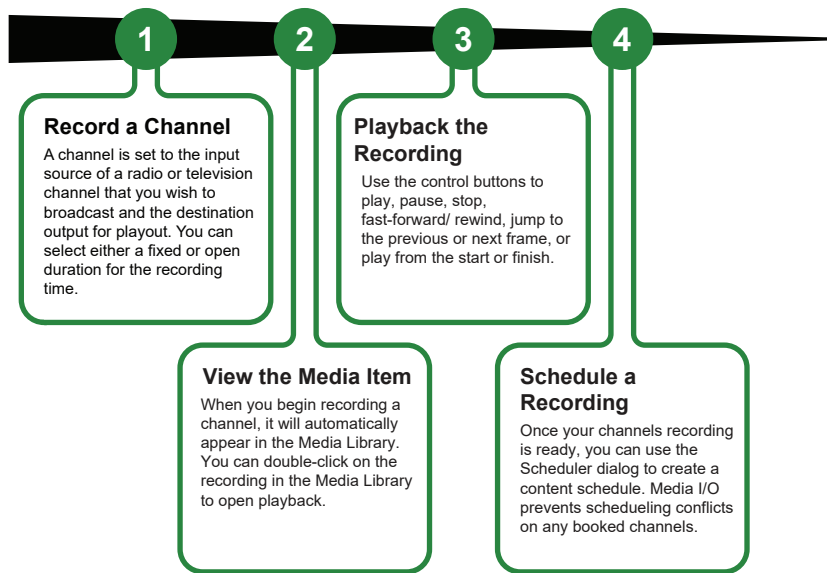 1
Record a Channel
A channel is set to the input
source of a radio or television
channel that you wish to
broadcast and the destination
output for playout. You can
select either a fixed or open
duration for the recording
time.
2
View the Media Item
When you begin recording a
channel, it will automatically
appear in the Media Library.
You can double-click on the
recording in the Media Library
to open playback.
3
Playback the
Recording
Use the control buttons to
play, pause, stop,
fast-forward/ rewind, jump to
the previous or next frame, or
play from the start or finish.
4
Schedule a
Recording
Once your channels recording
is ready, you can use the
Scheduler dialog to create a
content schedule. Media I/O
prevents schedueling conflicts
on any booked channels.